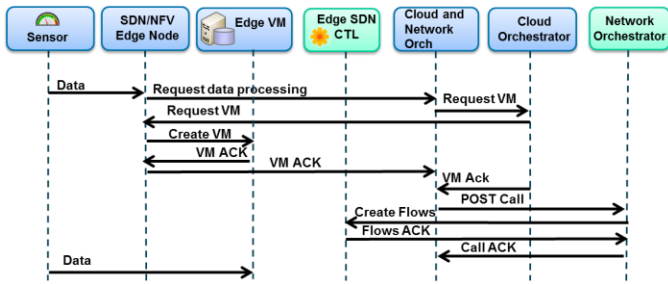 Sensor
SDN/NFV
Edge Node
Edge VM
Edge SDN
CTL
Cloud and
Network
Orch
Cloud
Orchestrator
Network
Orchestrator
Data
Request data processing
Request VM
Request VM
Create VM
VM ACK
VM ACK
VM Ack
POST Call
Create Flows
Flows ACK
Call ACK
Data